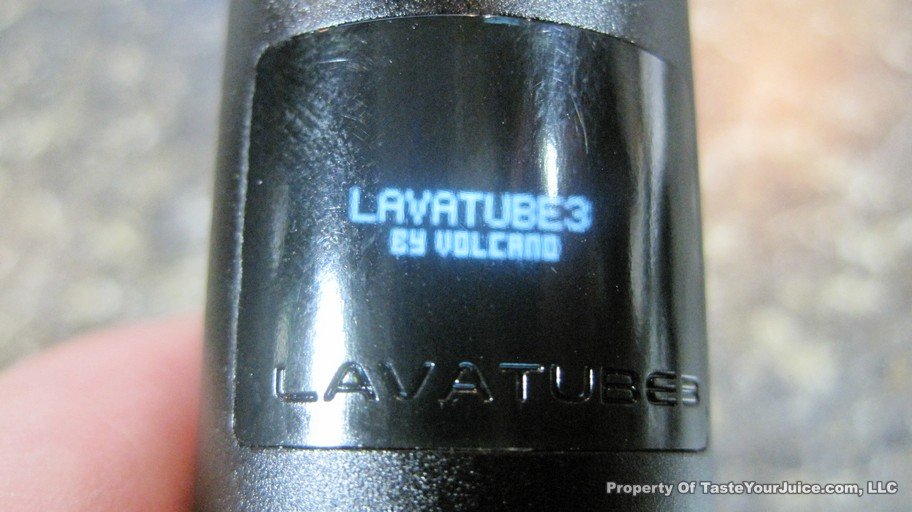 LAVATUBE3
BY VOLCANO
LAVATUBE3
Property Of TasteYourJuice.com, LLC